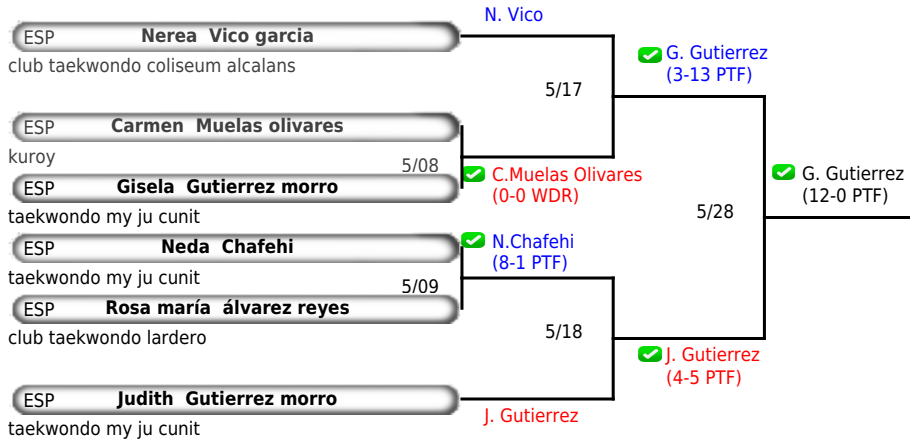 N. Vico
ESP Nerea Vico garcia
club taekwondo coliseum alcalans
G. Gutierrez
(3-13 PTF)
5/17
ESP Carmen Muelas olivares
kuroy
5/08
C.Muelas Olivares
(0-0 WDR)
ESP Gisela Gutierrez morro
taekwondo my ju cunit
G. Gutierrez
(12-0 PTF)
5/28
ESP Neda Chafehi
taekwondo my ju cunit
N.Chafehi
(8-1 PTF)
5/09
ESP Rosa maría álvarez reyes
club taekwondo lardero
5/18
J. Gutierrez
(4-5 PTF)
ESP Judith Gutierrez morro
taekwondo my ju cunit
J. Gutierrez